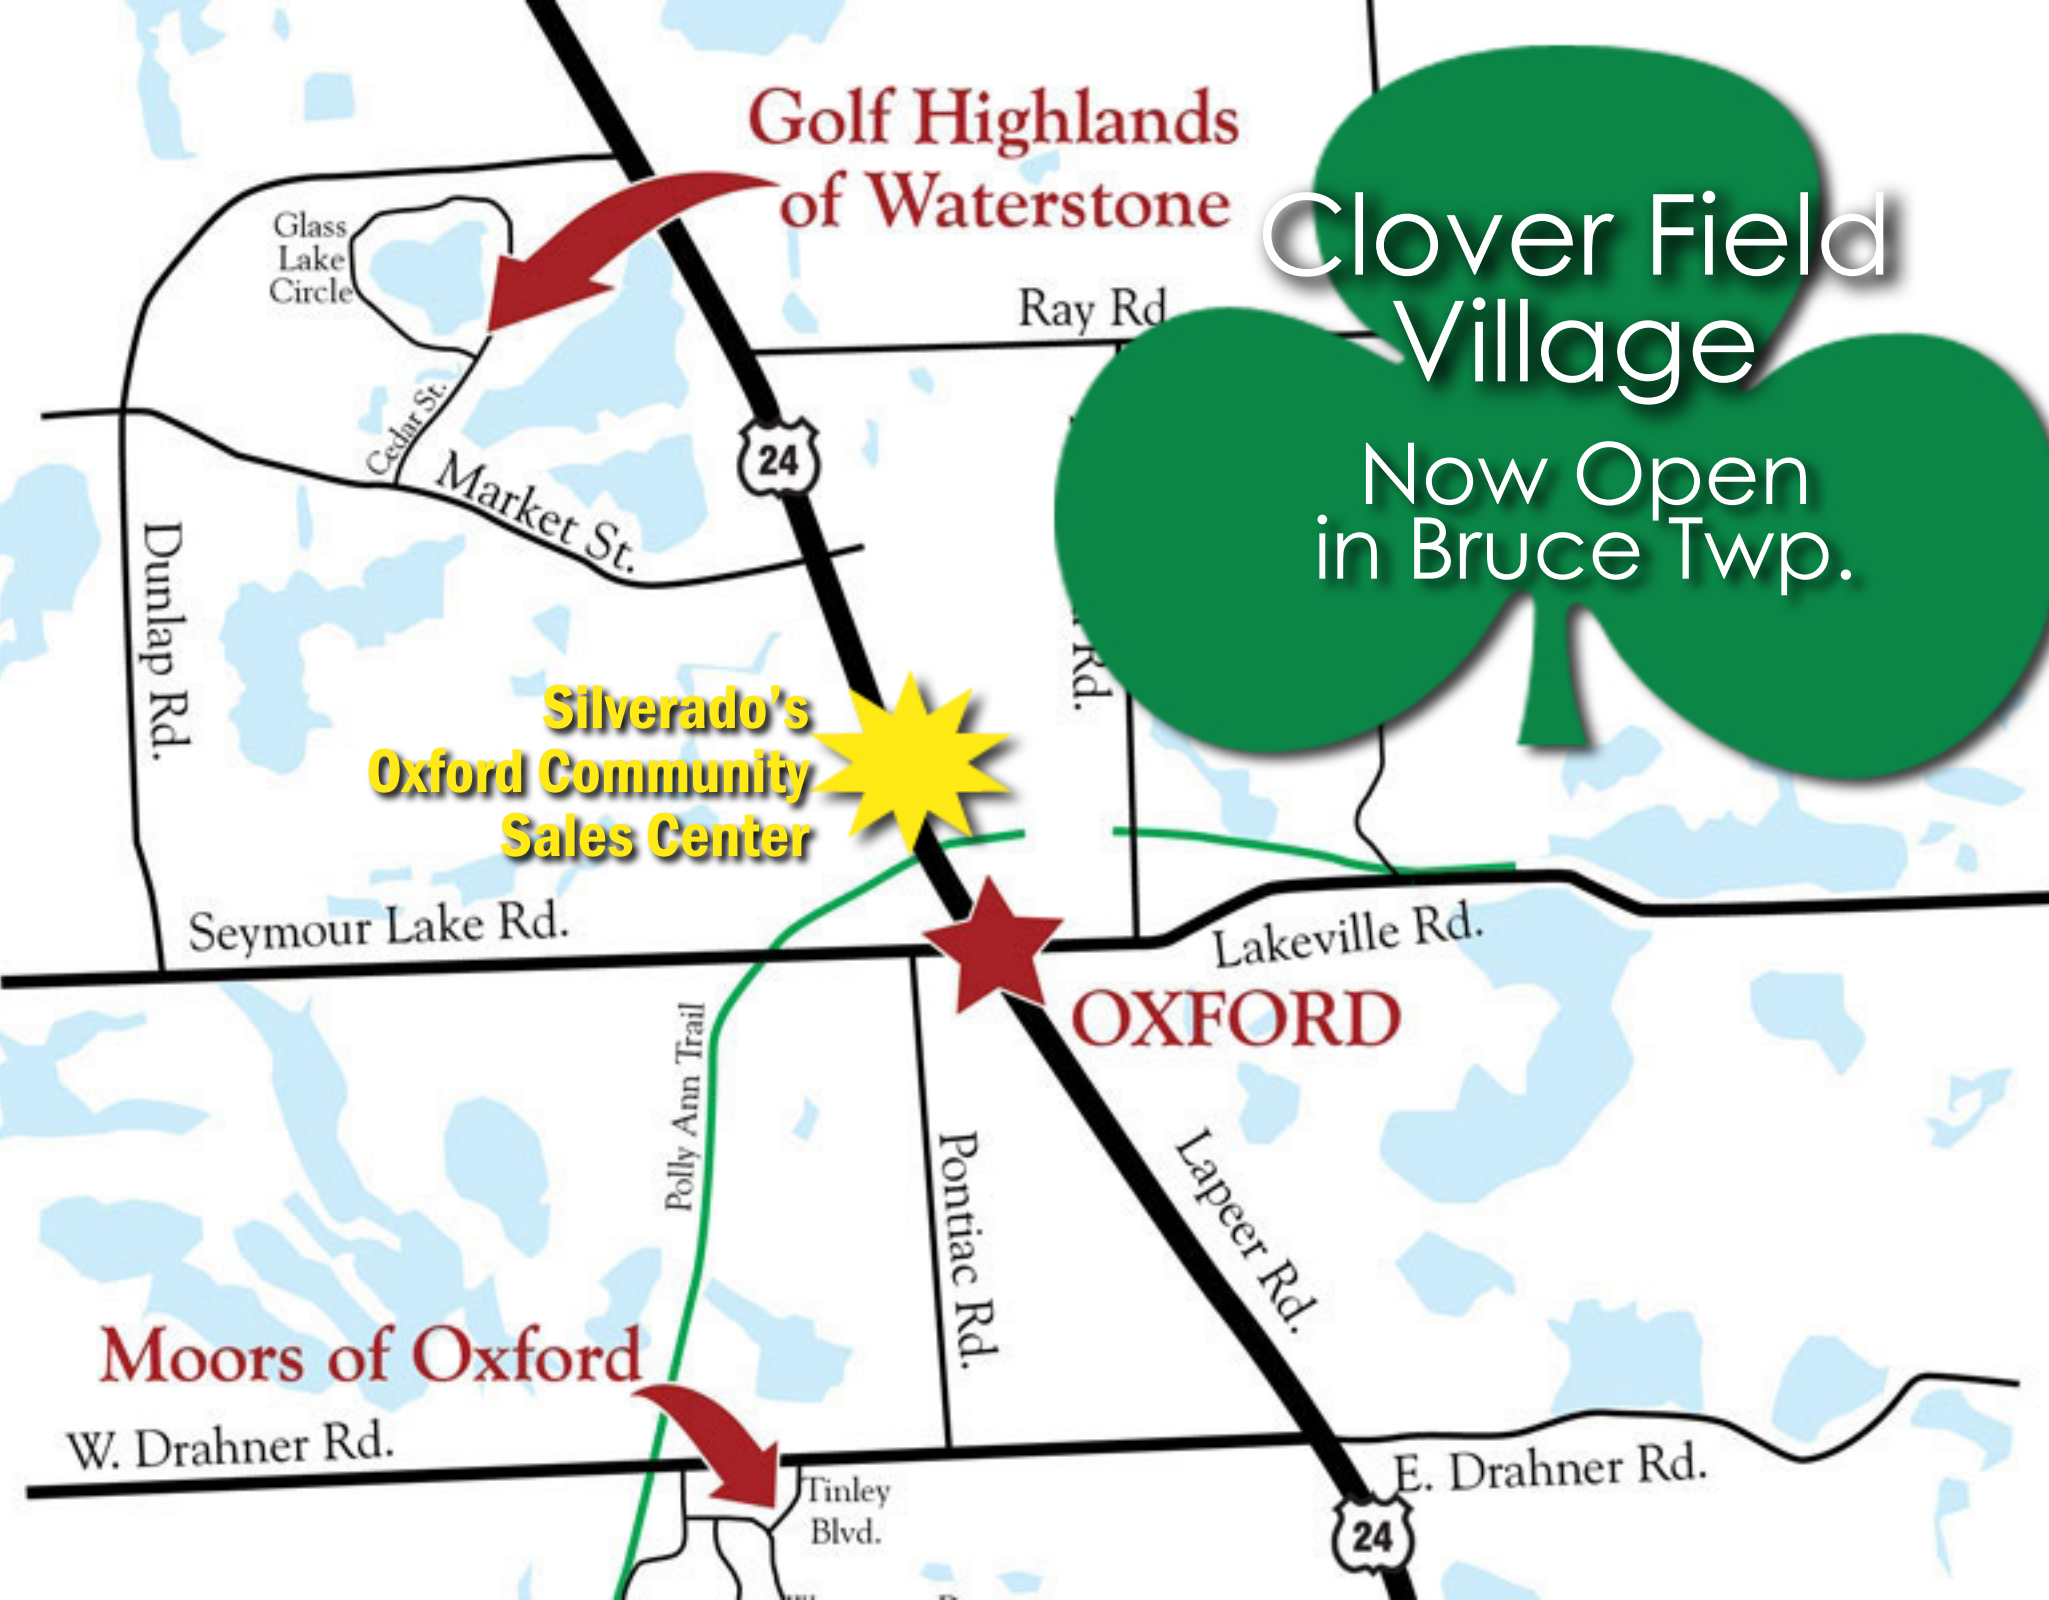 Golf Highlands
of Waterstone
Clover Field
Village
Now Open
in Bruce Twp.
Glass
Lake
Circle
Ray Rd
Cedar St.
24
Market St.
Dunlap Rd.
Rd.
Silverado's
Oxford Community
Sales Center
Seymour Lake Rd.
Lakeville Rd.
OXFORD
Polly Ann Trail
Pontiac Rd.
Lapeer Rd.
Moors of Oxford
W. Drahner Rd.
E. Drahner Rd.
Tinley
Blvd.
24